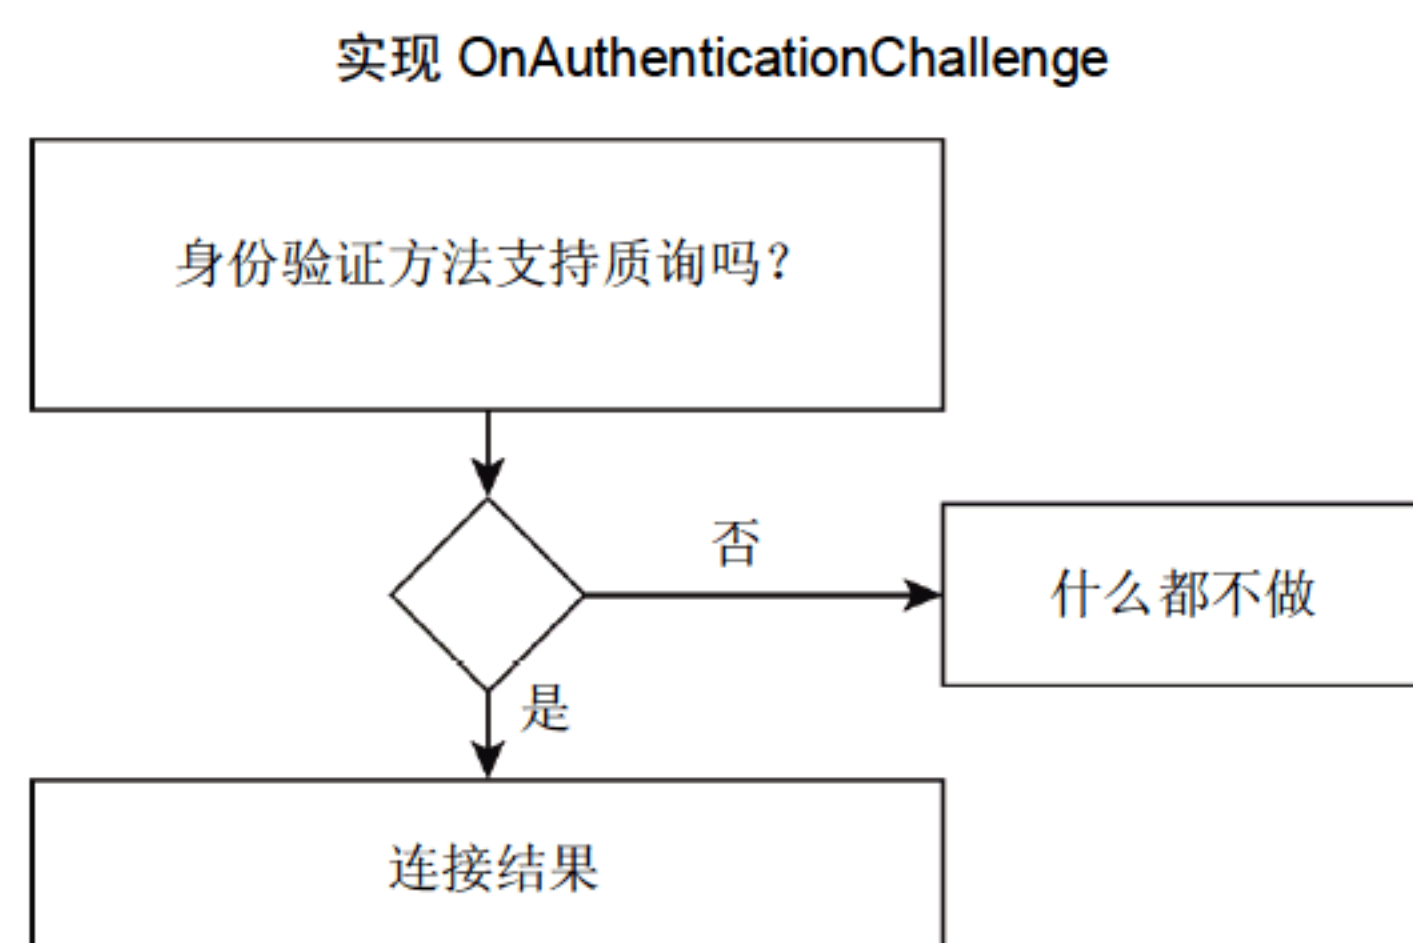 实现 OnAuthenticationChallenge
身份验证方法支持质询吗？
否
什么都不做
是
连接结果